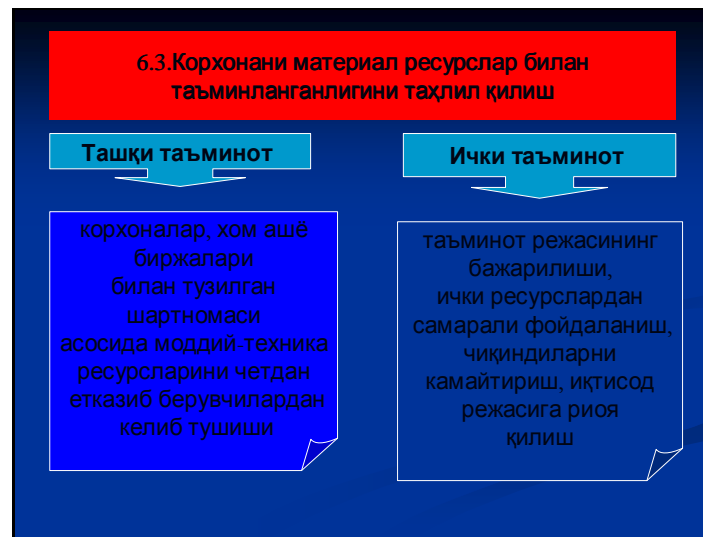 6.3.Корхонани материал ресурслар билан
таъминланганлигини таҳлил қилиш
Ташқи таъминот
корхоналар, хом ашё
биржалари
билан тузилган
шартномаси
асосида моддий-техника
ресурсларини четдан
етказиб берувчилардан
келиб тушиши
Ички таъминот
таъминот режасининг
бажарилиши,
ички ресурслардан
самарали фойдаланиш,
чиқиндиларни
камайтириш, иқтисод
режасига риоя
қилиш